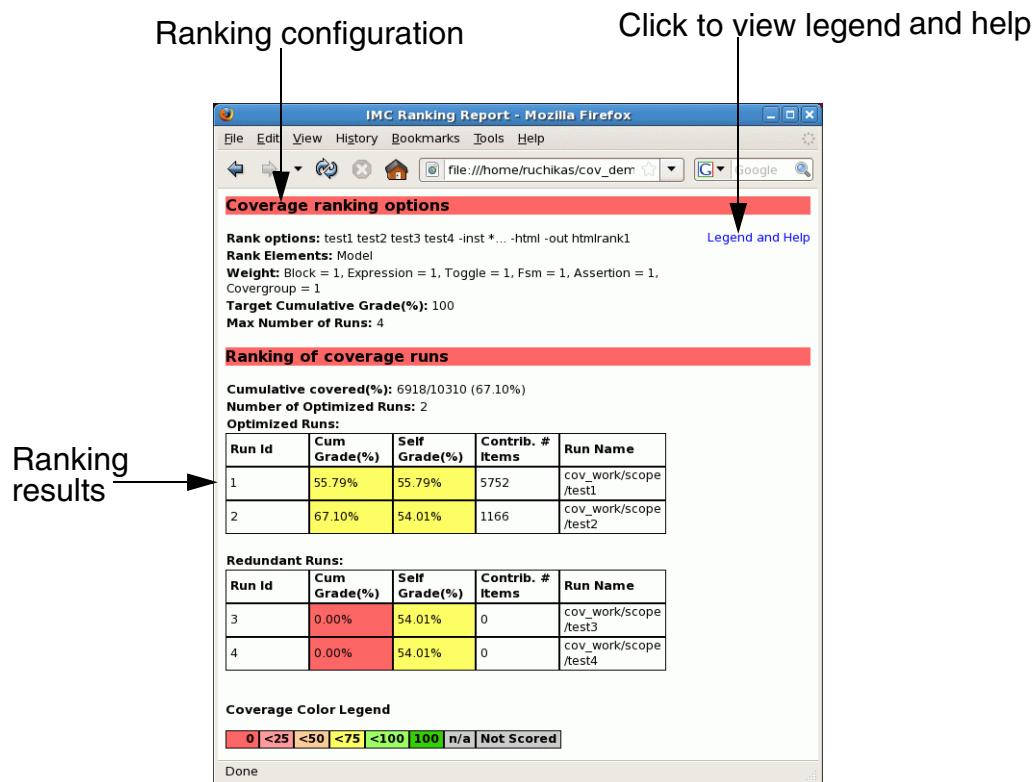 Ranking configuration
Click to view legend and help
IMC Ranking Report - Mozilla Firefox
File Edit View History Bookmarks Tools Help
file:///home/ruchikas/cov_dem
G Google
Coverage ranking options
Rank options: test1 test2 test3 test4 -inst *... -html -out htmlrank1
Legend and Help
Rank Elements: Model
Weight: Block = 1, Expression = 1, Toggle = 1, Fsm = 1, Assertion = 1,
Covergroup = 1
Target Cumulative Grade(%): 100
Max Number of Runs: 4
Ranking of coverage runs
Cumulative covered(%): 6918/10310 (67.10%)
Number of Optimized Runs: 2
Optimized Runs:
Run Id Cum Grade(%) Self Grade(%) Contrib. # Items Run Name
Ranking
results
1 55.79% 55.79% 5752 cov_work/scope/test1
2 67.10% 54.01% 1166 cov_work/scope/test2
Redundant Runs:
Run Id Cum Grade(%) Self Grade(%) Contrib. # Items Run Name
3 0.00% 54.01% 0 cov_work/scope/test3
4 0.00% 54.01% 0 cov_work/scope/test4
Coverage Color Legend
0 <25 <50 <75 <100 100 n/a Not Scored
Done